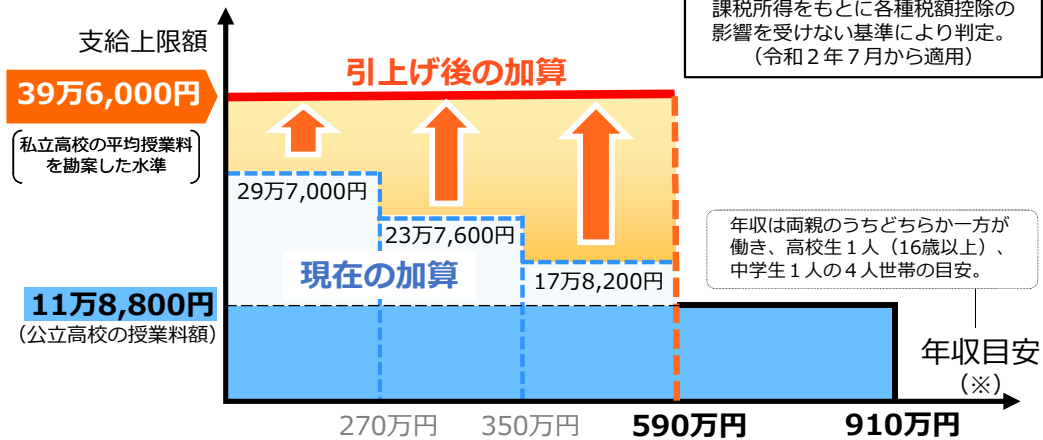 課税所得をもとに各種税額控除の
影響を受けない基準により判定。
（令和２年７月から適用）
支給上限額
引上げ後の加算
39万6,000円
私立高校の平均授業料
を勘案した水準
29万7,000円
23万7,600円
17万8,200円
現在の加算
年収は両親のうちどちらか一方が
働き、高校生１人（16歳以上）、
中学生１人の４人世帯の目安。
11万8,800円
（公立高校の授業料額）
年収目安
（※）
270万円
350万円
590万円
910万円